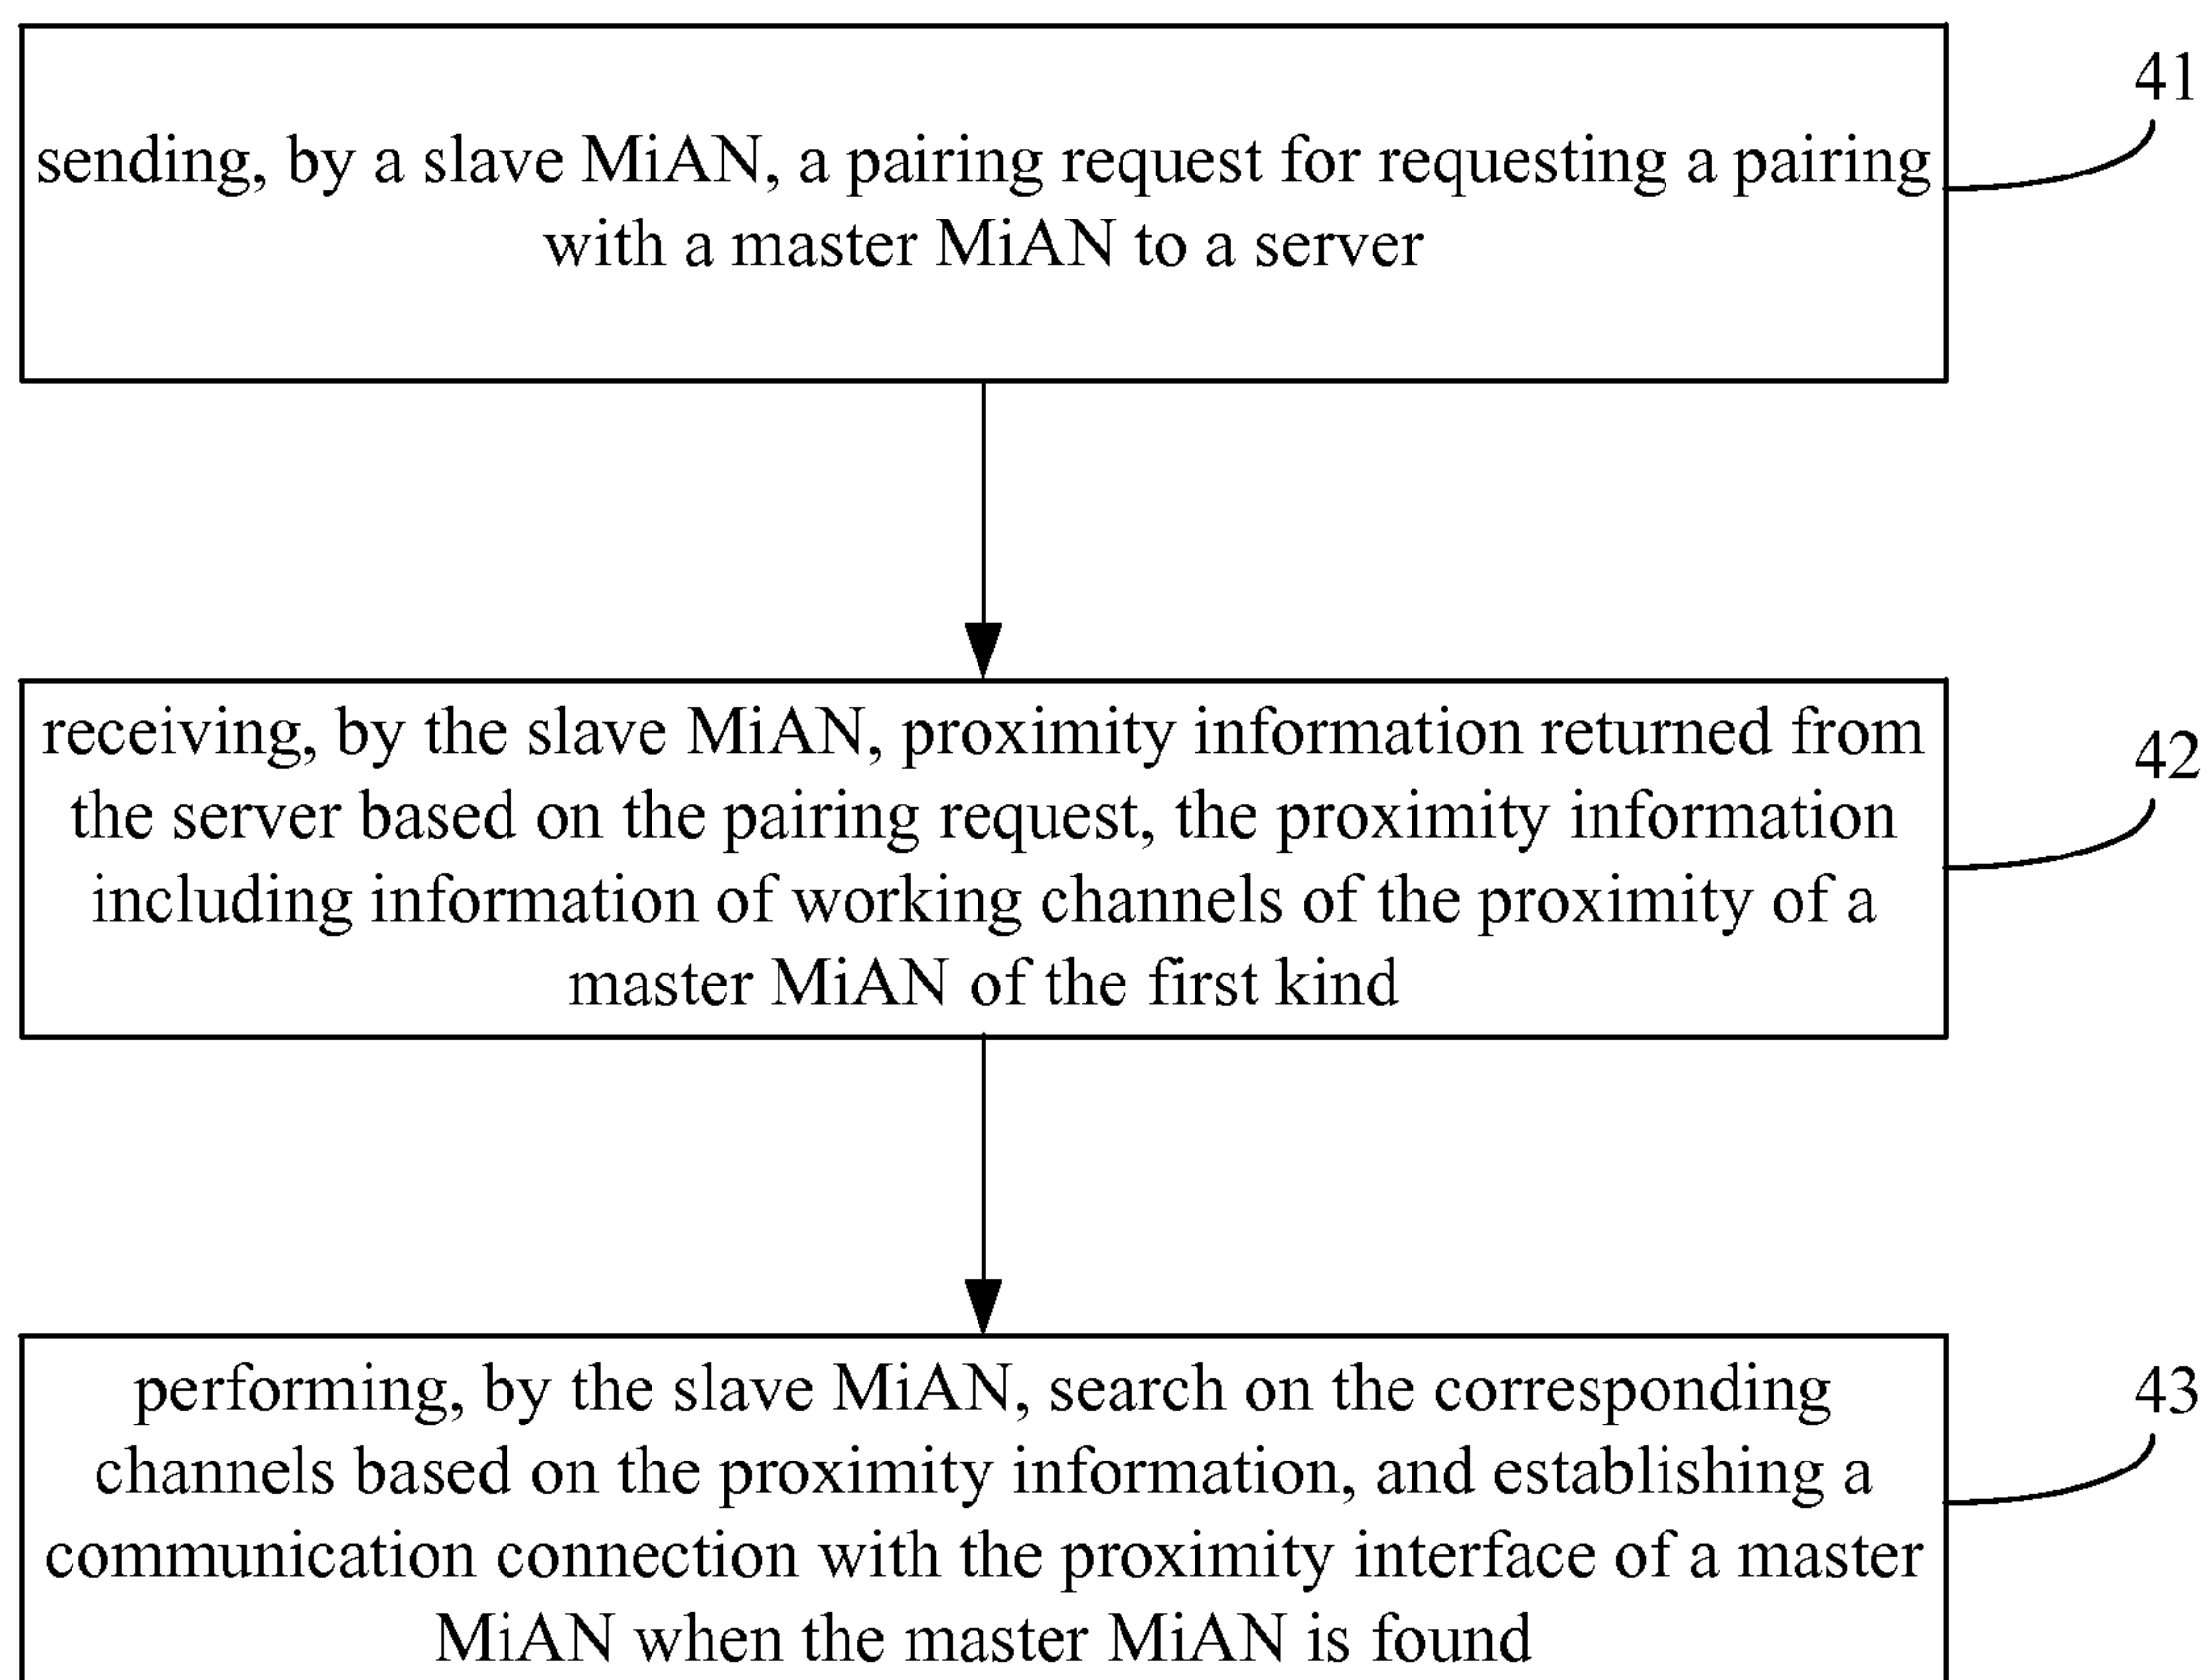 sending, by a slave MiAN, a pairing request for requesting a pairing
with a master MiAN to a server
41
receiving, by the slave MiAN, proximity information returned from
the server based on the pairing request, the proximity information
including information of working channels of the proximity of a
master MiAN of the first kind
42
performing, by the slave MiAN, search on the corresponding
channels based on the proximity information, and establishing a
communication connection with the proximity interface of a master
MiAN when the master MiAN is found
43